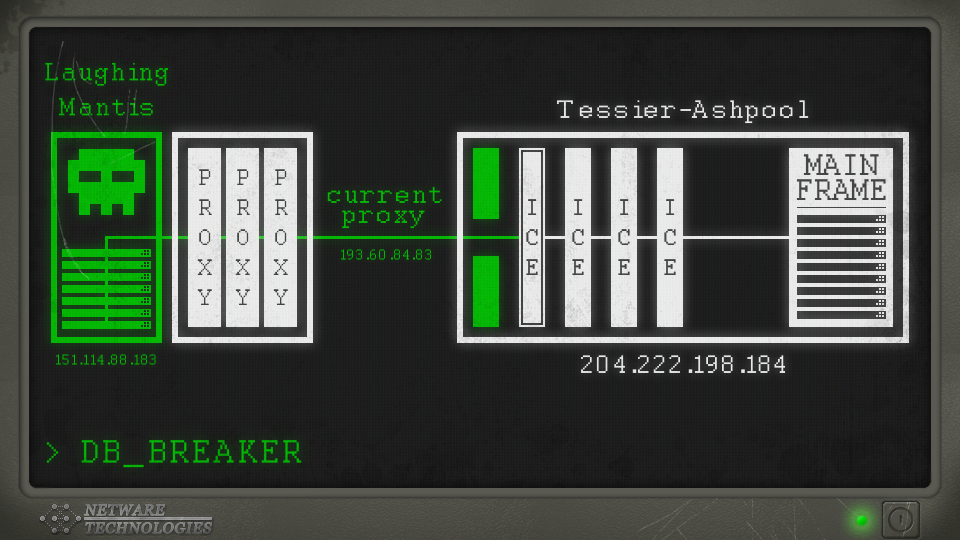 Laughing
Mantis
Tessier-Ashpool
PROXY
PROXY
PROXY
current
proxy
193.60.84.83
ICE
ICE
ICE
ICE
MAIN
FRAME
151.114.88.183
204.222.198.184
> DB_BREAKER
NETWARE
TECHNOLOGIES